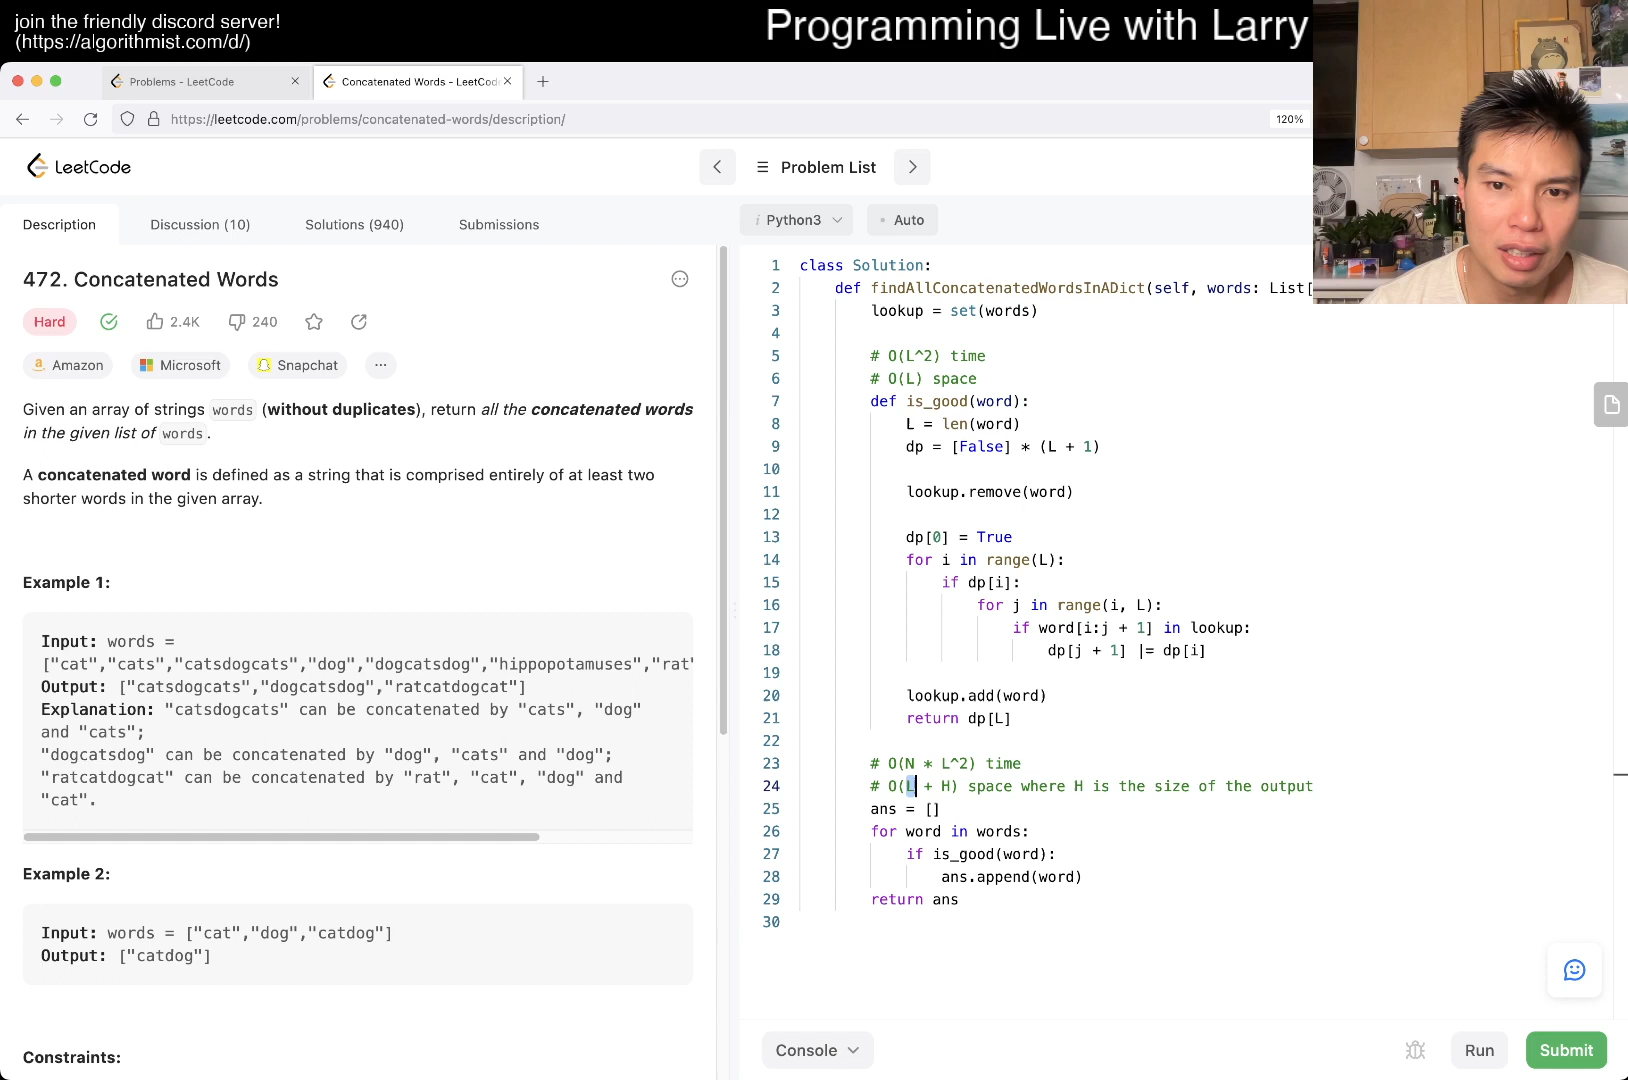 join the friendly discord server!
(https://algorithmist.com/d/)
Programming Live with Larry
Problems - LeetCode
Concatenated Words - LeetCod
https://leetcode.com/problems/concatenated-words/description/
120%
LeetCode
Problem List
Description
Discussion (10)
Solutions (940)
Submissions
i Python3
Auto
472. Concatenated Words
Hard
2.4K
240
Amazon
Microsoft
Snapchat
...
Given an array of strings words (without duplicates), return all the concatenated words
in the given list of words.
A concatenated word is defined as a string that is comprised entirely of at least two
shorter words in the given array.
Example 1:
Input: words =
["cat","cats","catsdogcats","dog","dogcatsdog","hippopotamuses","rat"
Output: ["catsdogcats","dogcatsdog","ratcatdogcat"]
Explanation: "catsdogcats" can be concatenated by "cats", "dog"
and "cats";
"dogcatsdog" can be concatenated by "dog", "cats" and "dog";
"ratcatdogcat" can be concatenated by "rat", "cat", "dog" and
"cat".
Example 2:
Input: words = ["cat","dog","catdog"]
Output: ["catdog"]
Constraints:
1 class Solution:
2 def findAllConcatenatedWordsInADict(self, words: List[
3 lookup = set(words)
4
5 # O(L^2) time
6 # O(L) space
7 def is_good(word):
8 L = len(word)
9 dp = [False] * (L + 1)
10
11 lookup.remove(word)
12
13 dp[0] = True
14 for i in range(L):
15 if dp[i]:
16 for j in range(i, L):
17 if word[i:j + 1] in lookup:
18 dp[j + 1] |= dp[i]
19
20 lookup.add(word)
21 return dp[L]
22
23 # O(N * L^2) time
24 # O(L + H) space where H is the size of the output
25 ans = []
26 for word in words:
27 if is_good(word):
28 ans.append(word)
29 return ans
30
Console
Run
Submit